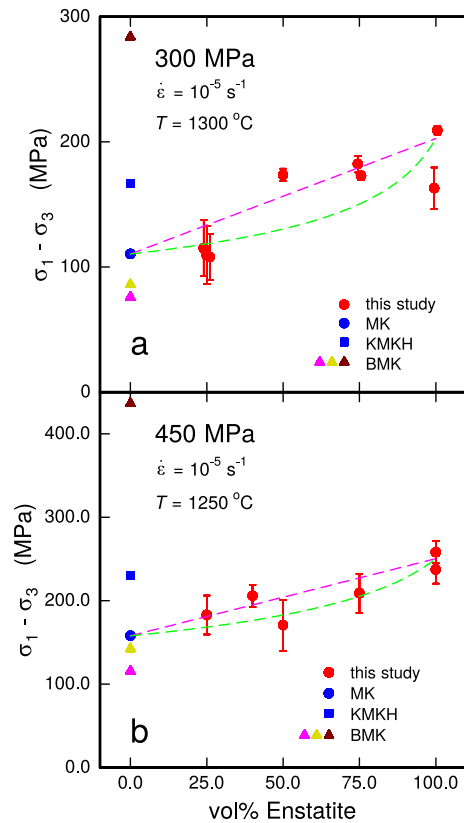 300
300 MPa
ε̇ = 10⁻⁵ s⁻¹
T = 1300 °C
200
σ₁ - σ₃ (MPa)
100
this study
MK
KMKH
BMK
a
0
400.0
450 MPa
ε̇ = 10⁻⁵ s⁻¹
T = 1250 °C
300.0
σ₁ - σ₃ (MPa)
200.0
100.0
this study
MK
KMKH
BMK
b
0.0
0.0 25.0 50.0 75.0 100.0
vol% Enstatite